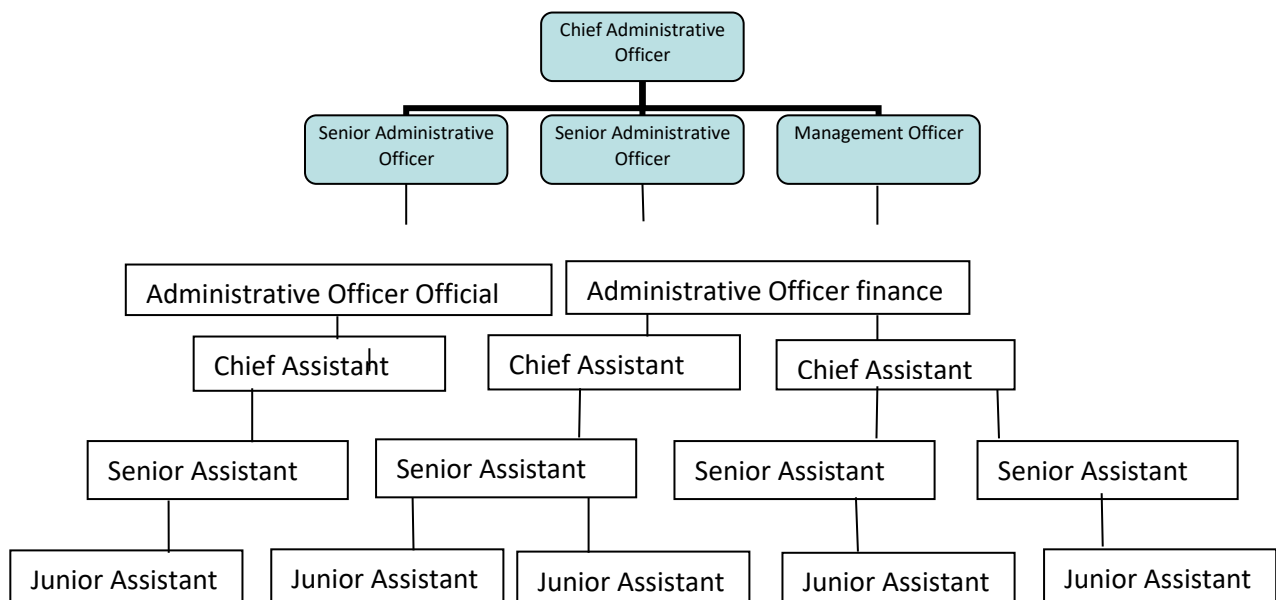 Chief Administrative
Officer
Senior Administrative
Officer
Senior Administrative
Officer
Management Officer
Administrative Officer Official
Administrative Officer finance
Chief Assistant
Chief Assistant
Chief Assistant
Senior Assistant
Senior Assistant
Senior Assistant
Senior Assistant
Junior Assistant
Junior Assistant
Junior Assistant
Junior Assistant
Junior Assistant